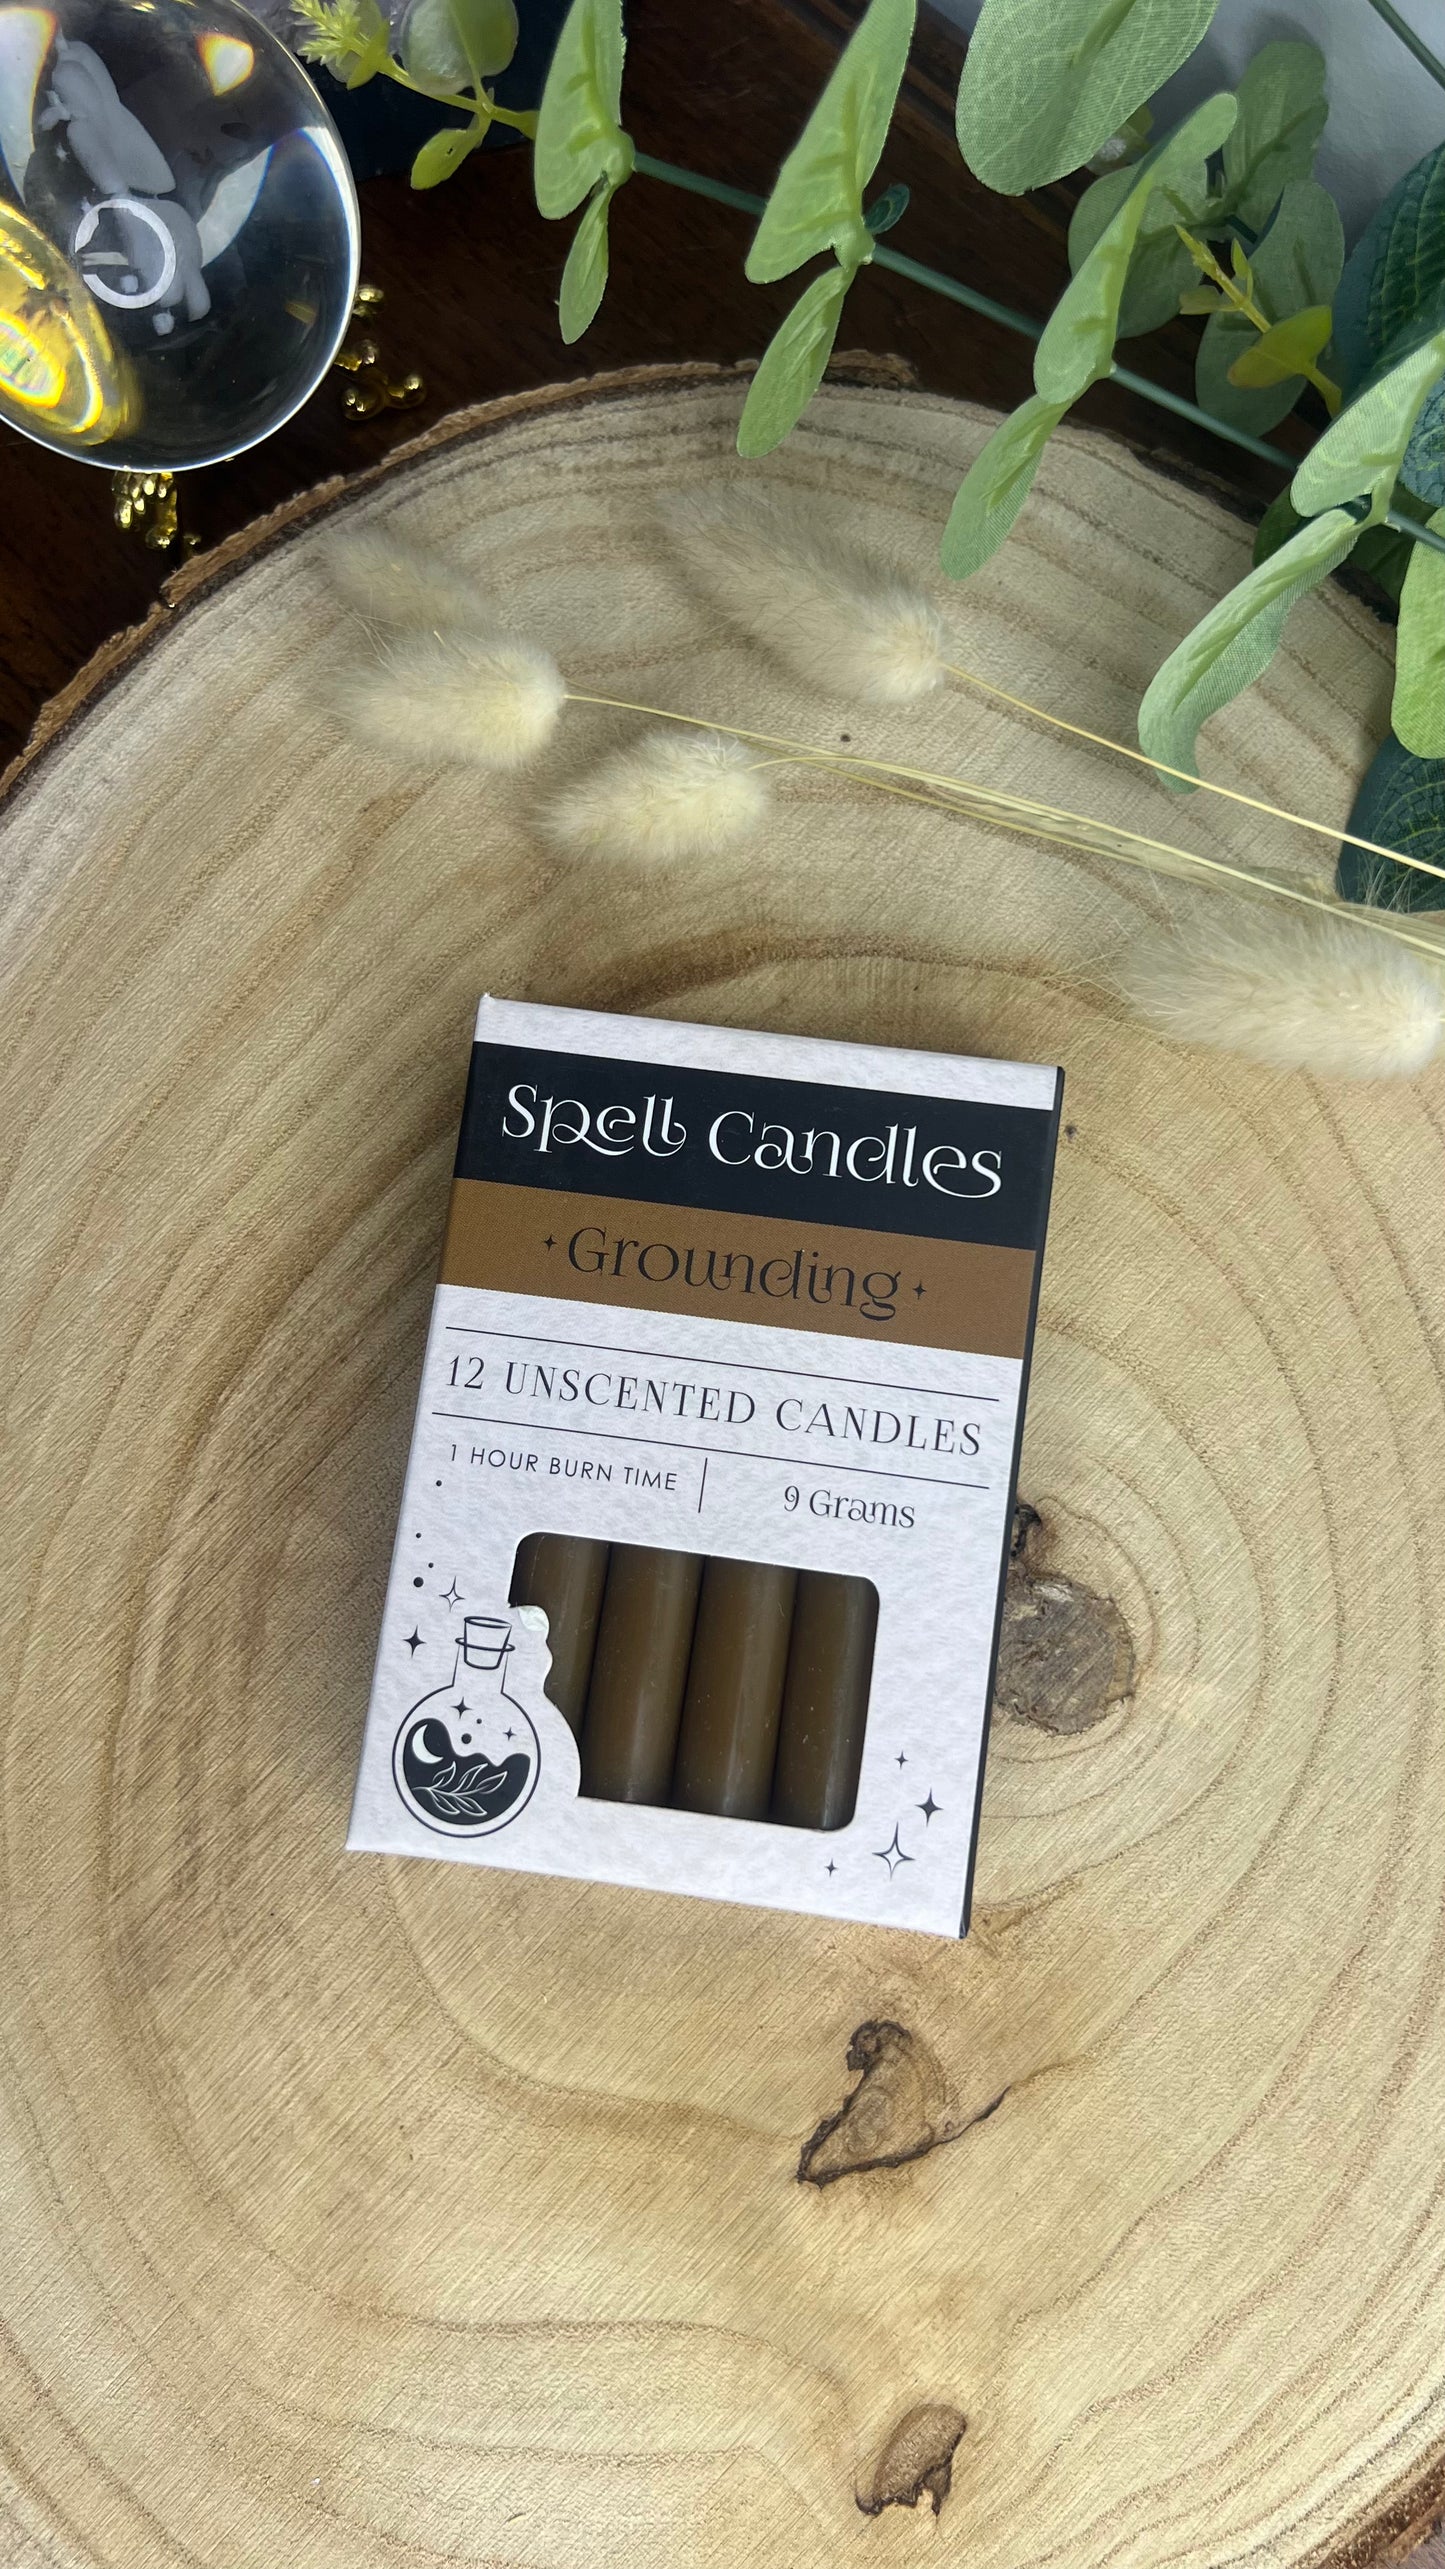 Spell Candles
Grounding
12 UNSCENTED CANDLES
1 HOUR BURN TIME
9 Grams